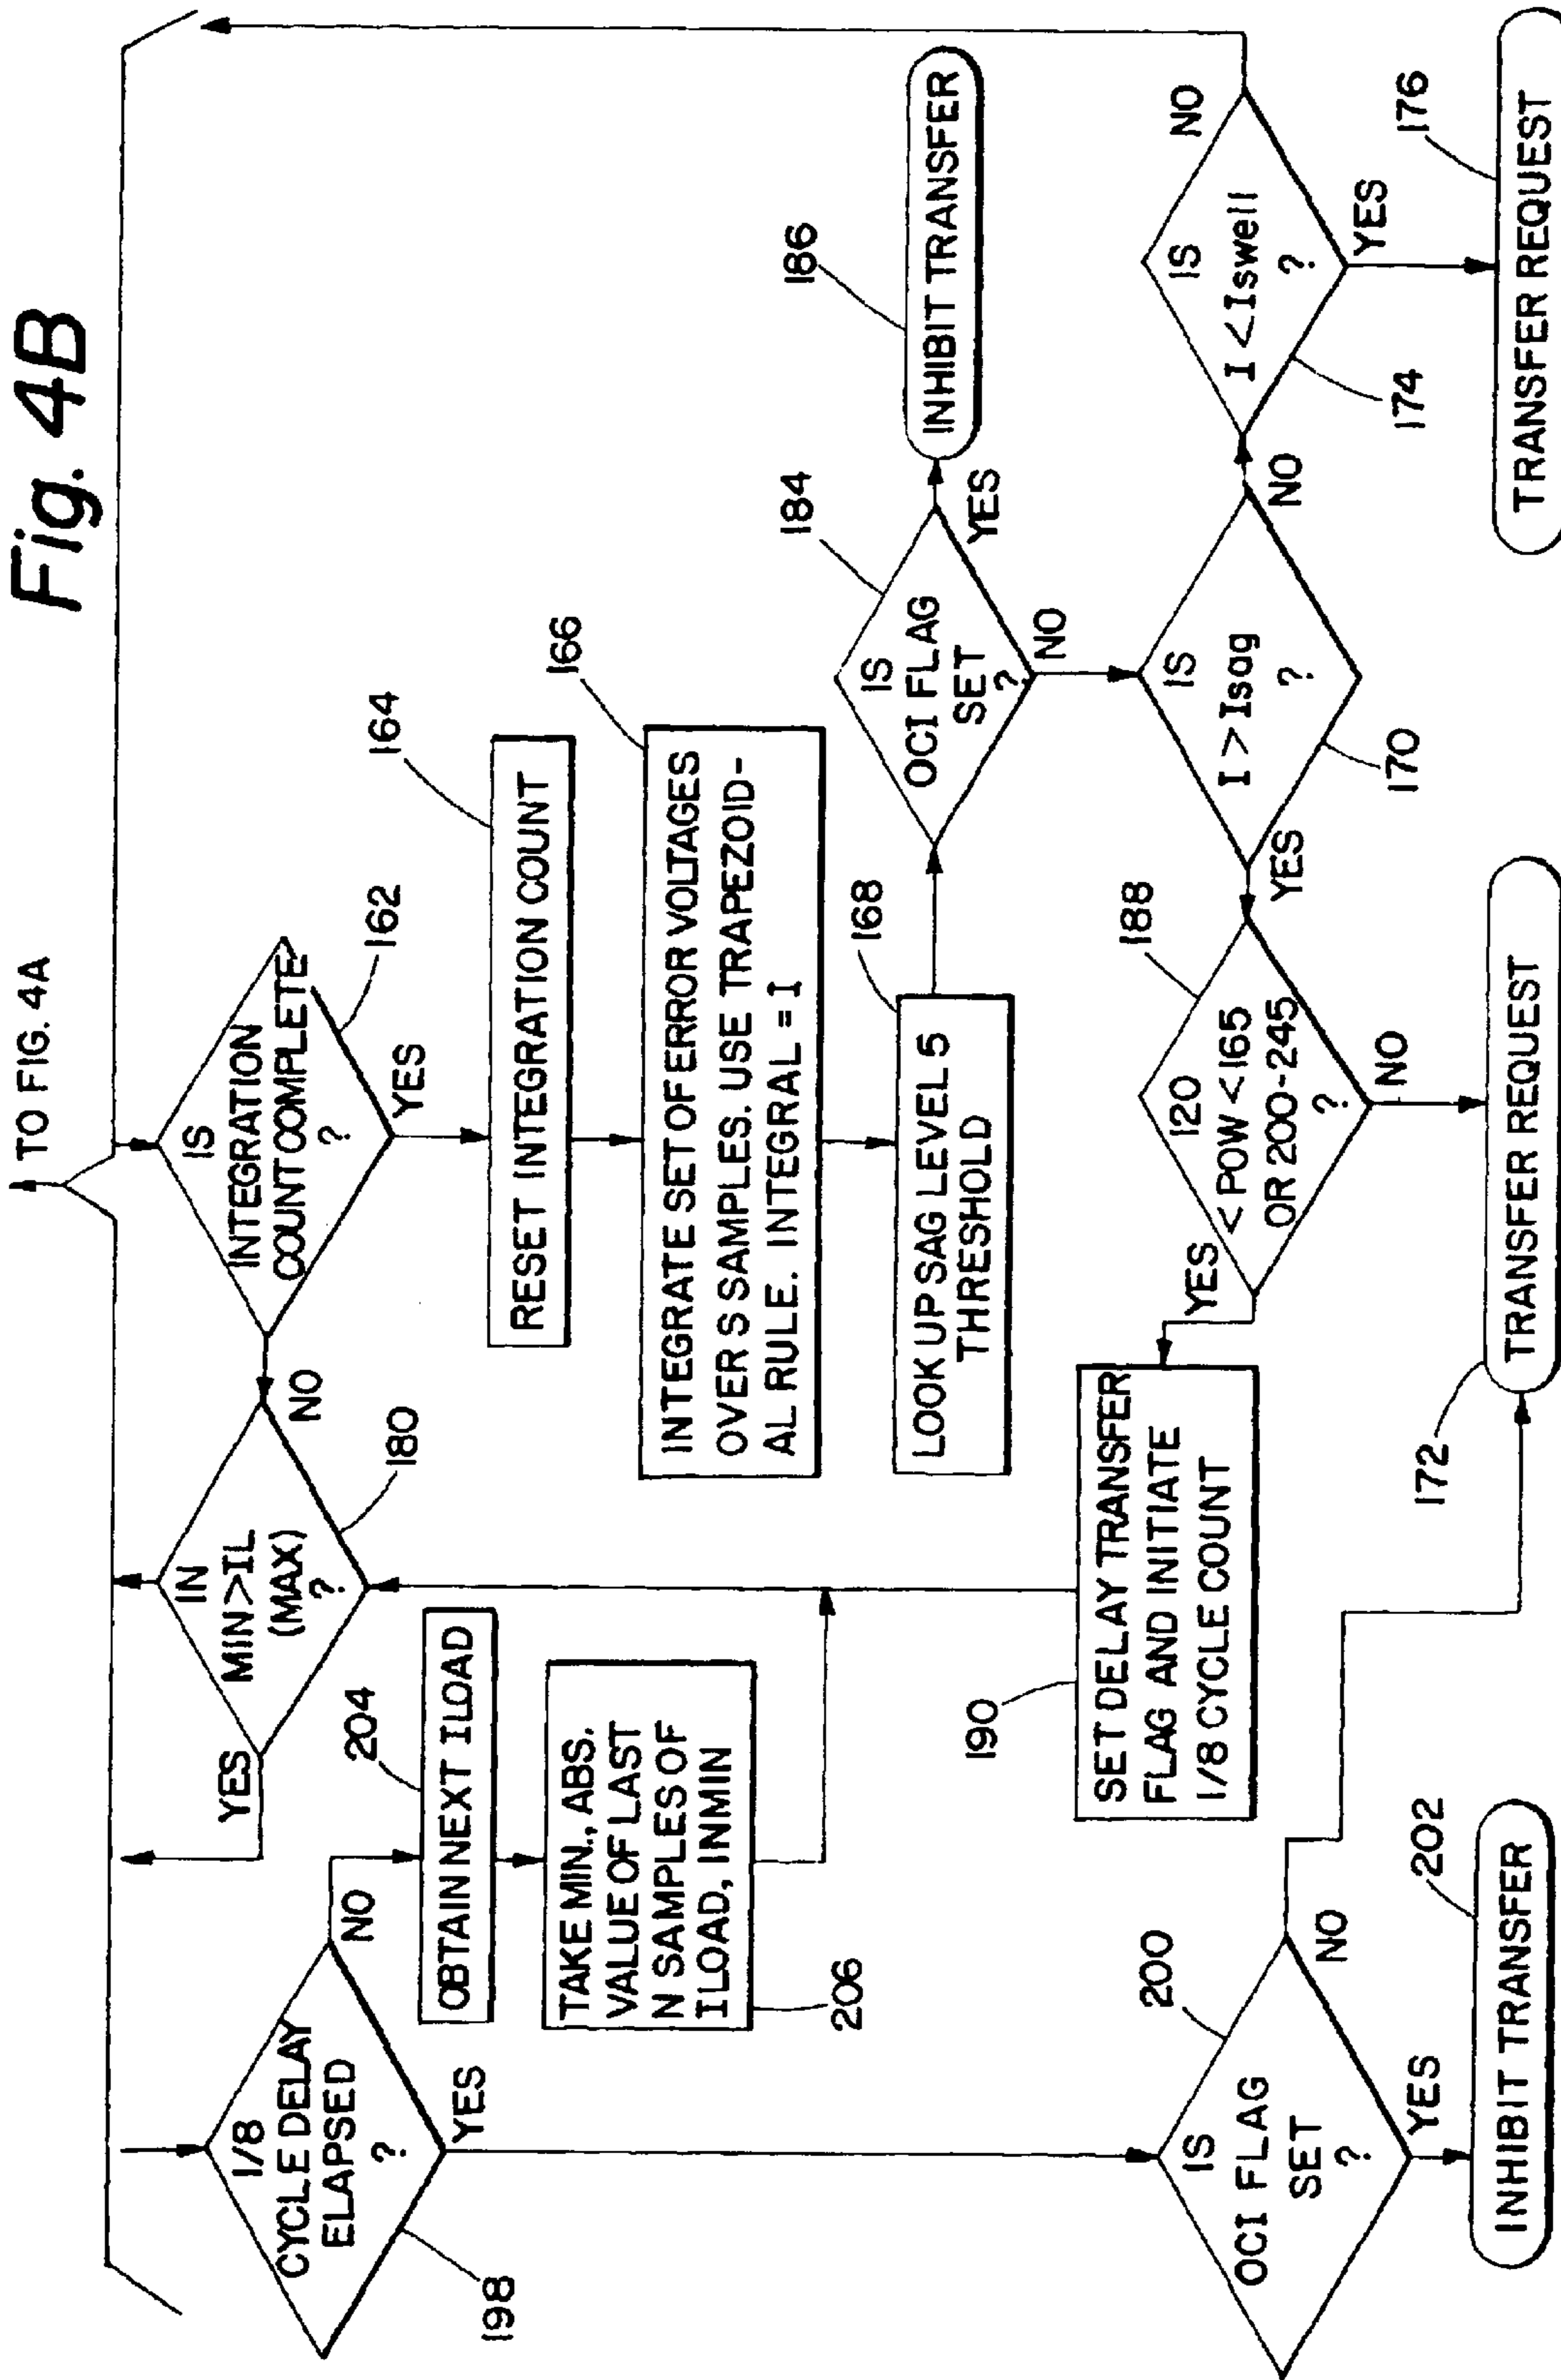 Fig. 4B
TO FIG. 4A
1/8
CYCLE DELAY
ELAPSED
?
198
NO
YES
204
OBTAIN NEXT ILOAD
TAKE MIN., ABS.
VALUE OF LAST
N SAMPLES OF
ILOAD, INMIN
206
YES
IN
MIN>IL
(MAX)
?
180
NO
IS
INTEGRATION
COUNT COMPLETE
?
162
YES
164
RESET INTEGRATION COUNT
166
INTEGRATE SET OF ERROR VOLTAGES
OVER S SAMPLES. USE TRAPEZOID-
AL RULE. INTEGRAL = I
168
LOOK UP SAG LEVEL 5
THRESHOLD
184
IS
OCI FLAG
SET
?
YES
NO
186
INHIBIT TRANSFER
190
SET DELAY TRANSFER
FLAG AND INITIATE
1/8 CYCLE COUNT
YES
188
120
< POW <165
OR 200-245
?
NO
YES
IS
I > Isag
?
170
NO
IS
I < Iswell
?
174
NO
YES
200
IS
OCI FLAG
SET
?
NO
YES
202
INHIBIT TRANSFER
172
TRANSFER REQUEST
176
TRANSFER REQUEST